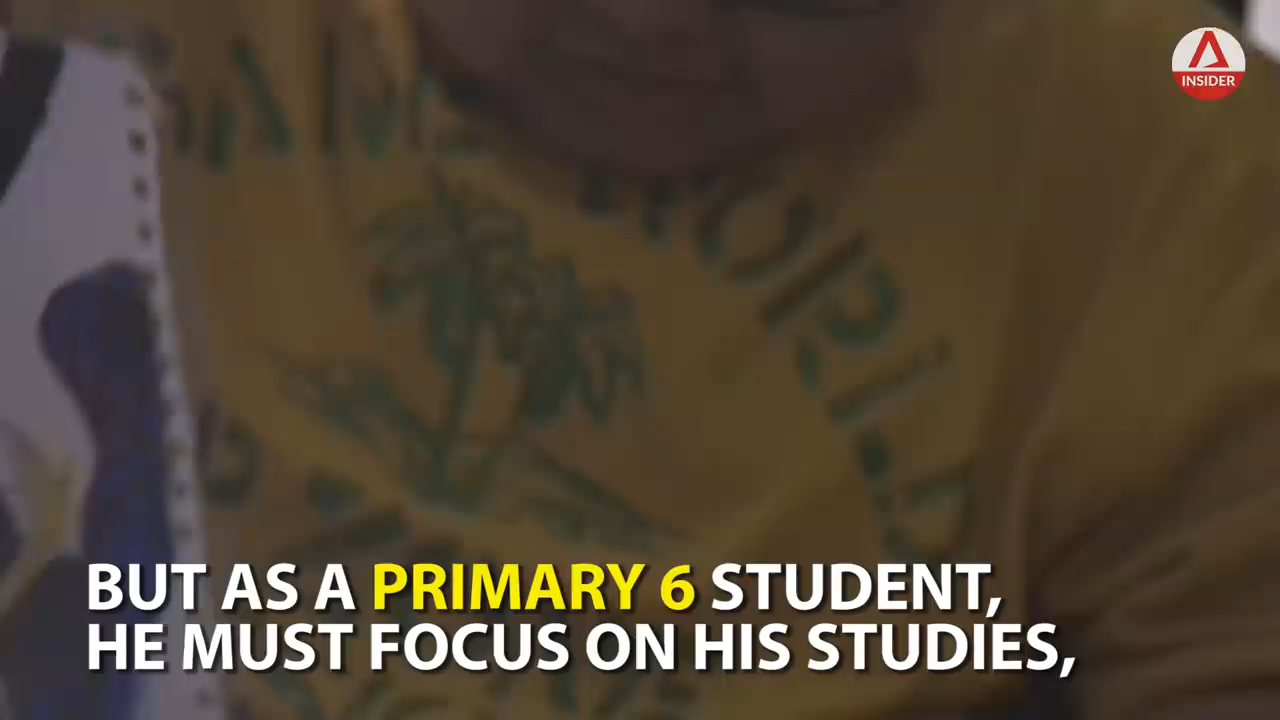 INSIDER
BUT AS A PRIMARY 6 STUDENT,
HE MUST FOCUS ON HIS STUDIES,